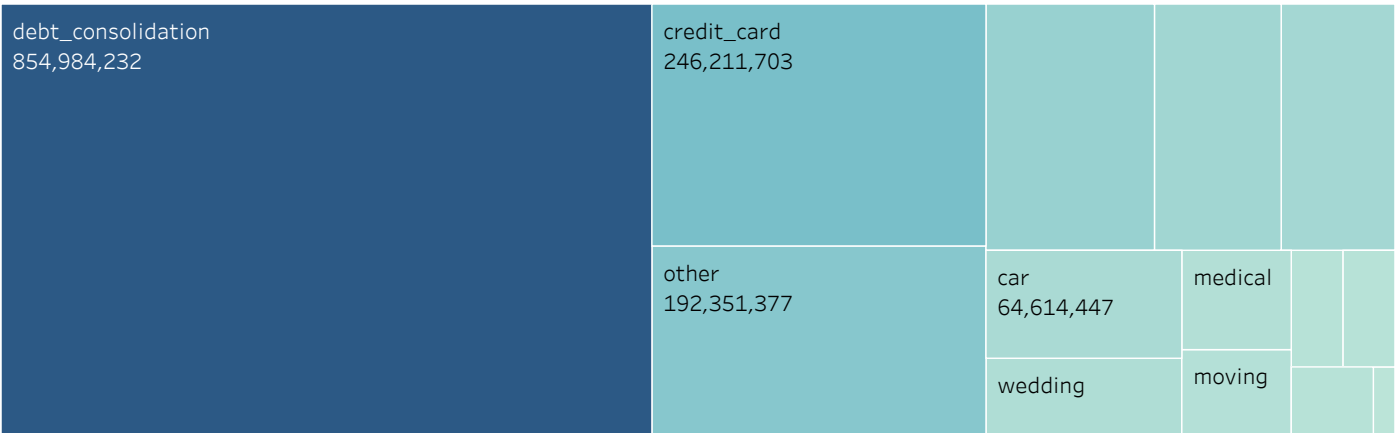 debt_consolidation
854,984,232
credit_card
246,211,703
other
192,351,377
car
64,614,447
wedding
medical
moving